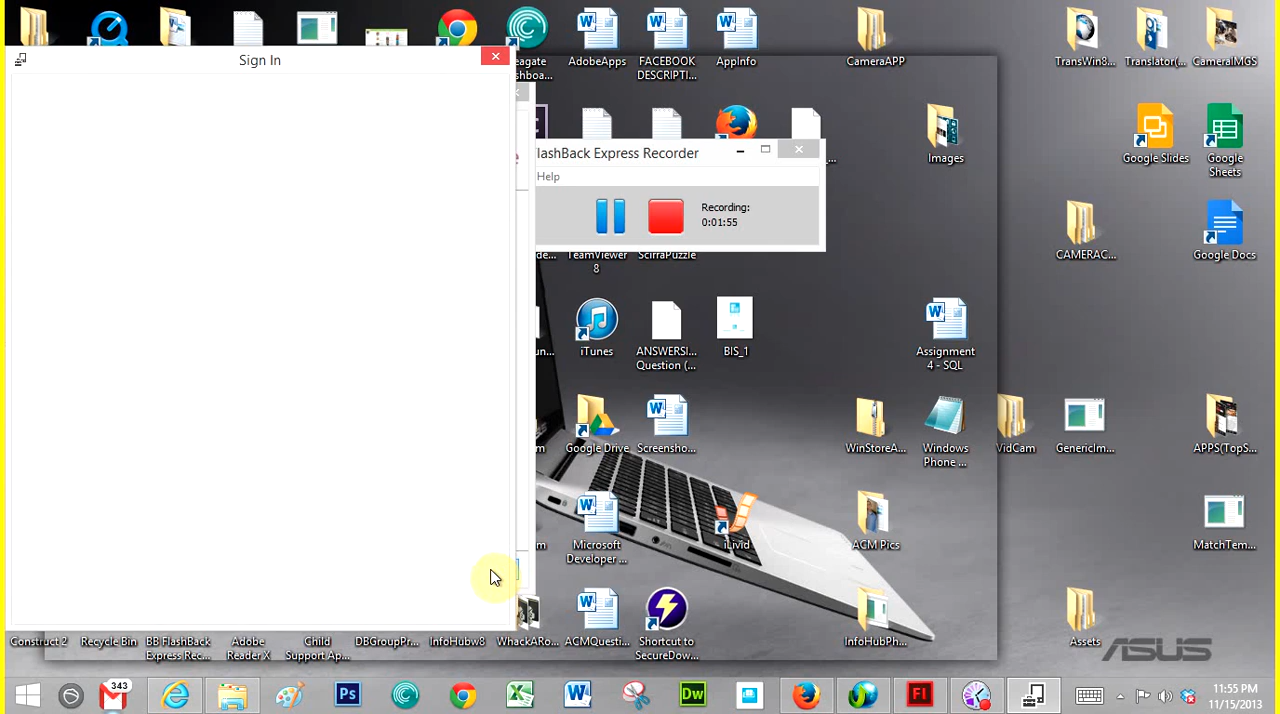 Sign In
eagate
shboa...
AdobeApps
FACEBOOK
DESCRIPTI...
AppInfo
CameraAPP
TransWin8...
Translator(...
CameraIMGS
lashBack Express Recorder
Help
Recording:
0:01:55
Images
Google Slides
Google
Sheets
TeamViewer
8
ScirraPuzzle
CAMERAC...
Google Docs
iTunes
ANSWERSI...
Question (...
BIS_1
Assignment
4 - SQL
Google Drive
Screensho...
WinStoreA...
Windows
Phone ...
VidCam
GenericIm...
APPS(TopS...
Microsoft
Developer ...
iLivid
ACM Pics
MatchTem...
Construct 2
Recycle Bin
BB FlashBack
Express Rec...
Adobe
Reader X
Child
Support Ap...
DBGroupPr...
InfoHubw8
WhackARo...
ACMQuesti...
Shortcut to
SecureDow...
InfoHubPh...
Assets
ASUS
343
Ps
Dw
Fl
11:55 PM
11/15/2013